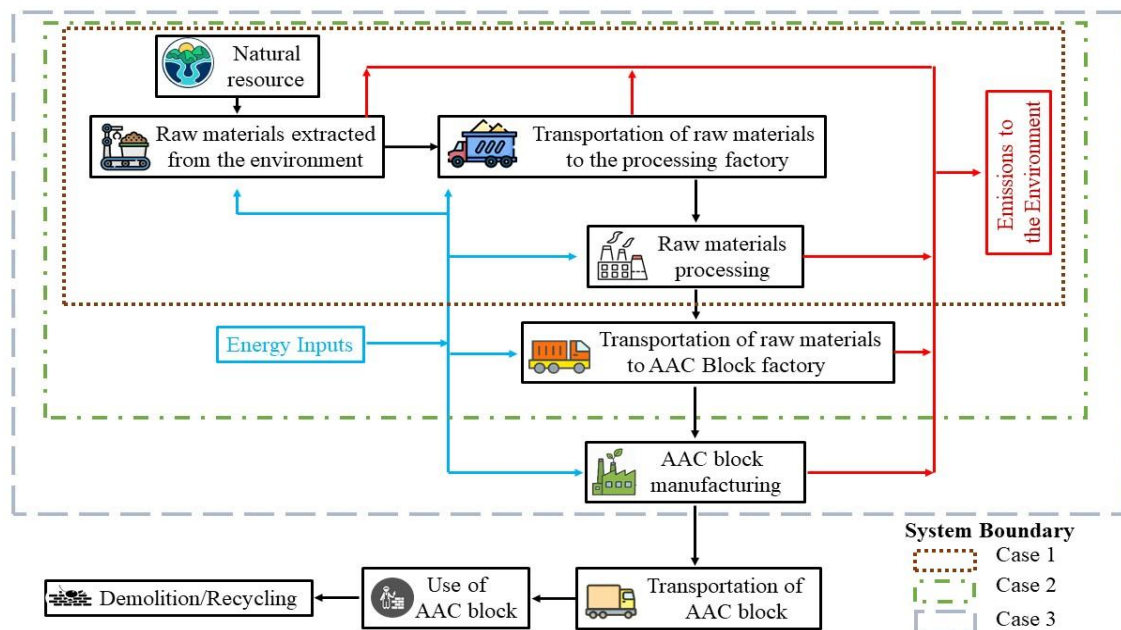 Natural
resource
Raw materials extracted
from the environment
Transportation of raw materials
to the processing factory
Emissions to
the Environment
Raw materials
processing
Energy Inputs
Transportation of raw materials
to AAC Block factory
AAC block
manufacturing
System Boundary
Case 1
Case 2
Case 3
Demolition/Recycling
Use of
AAC block
Transportation of
AAC block